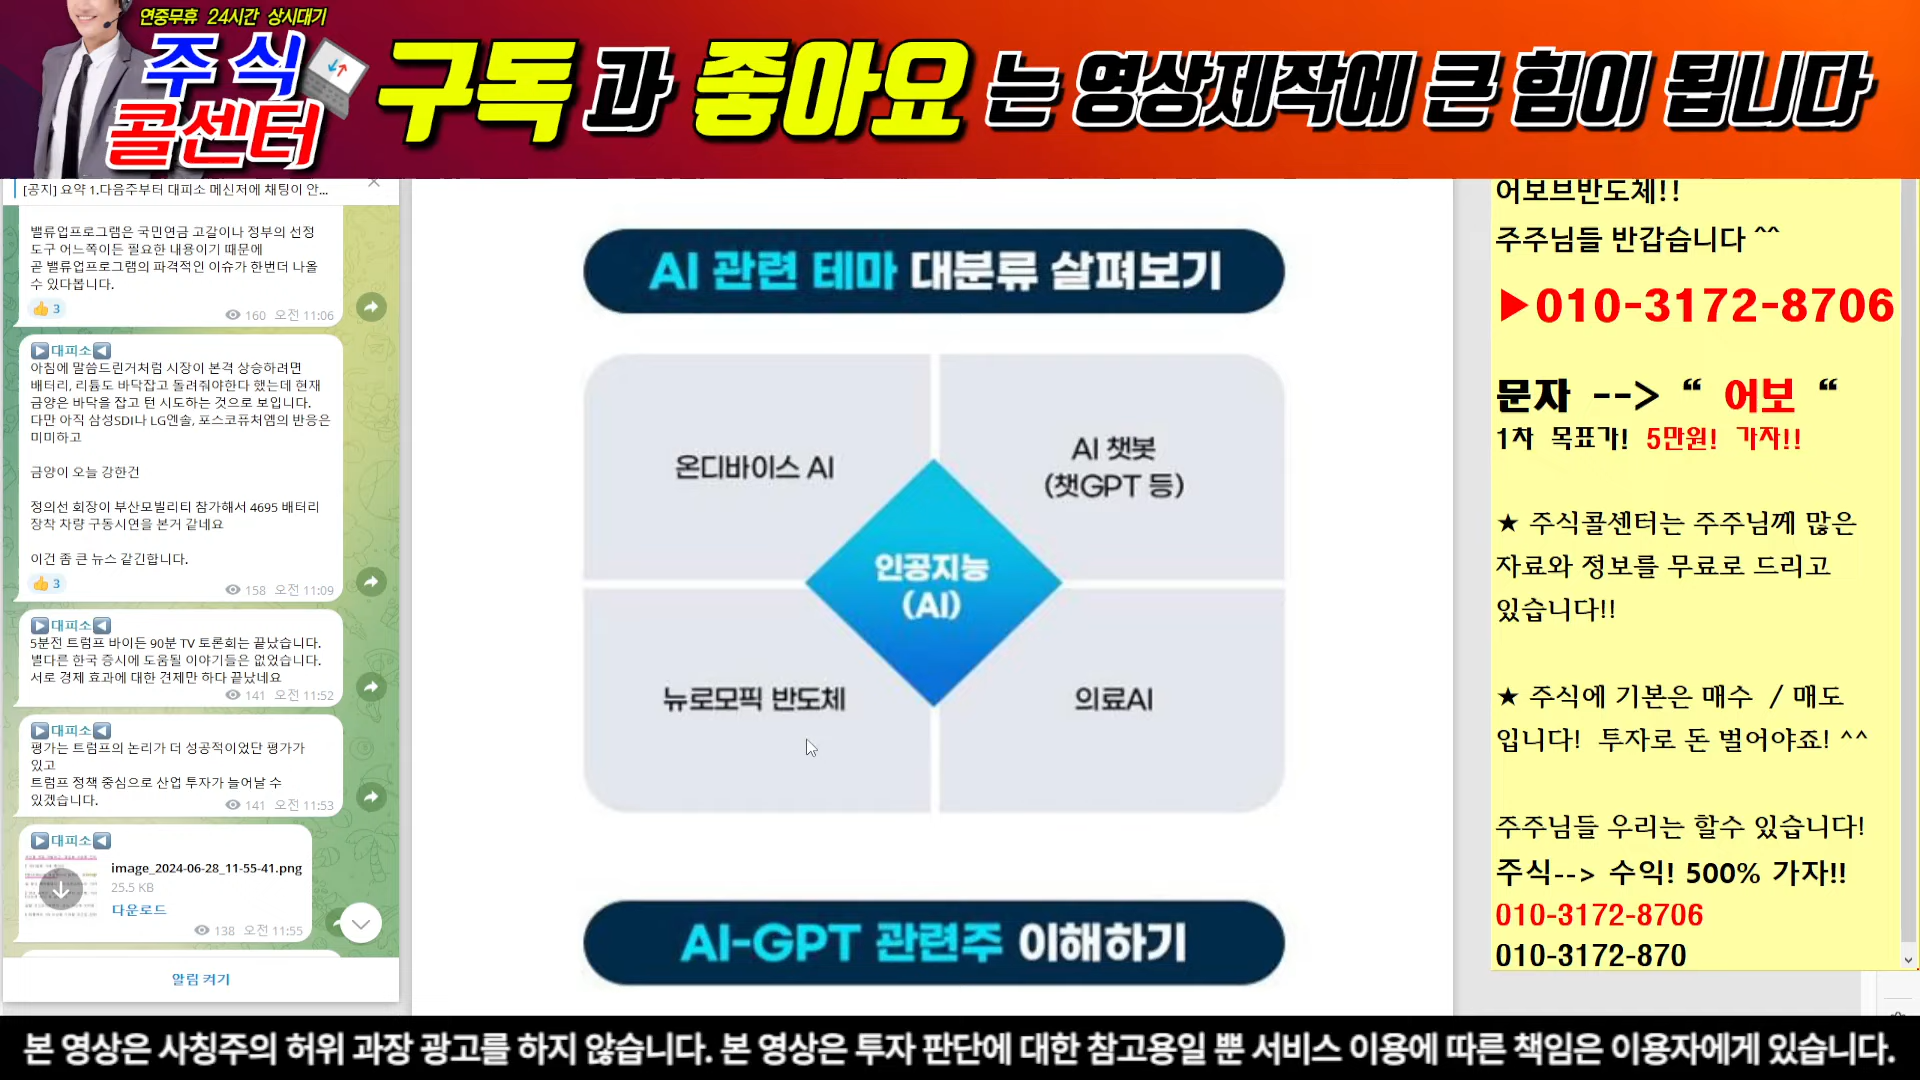 연중무휴 24시간 상시대기
주식
콜센터
구독과 좋아요는 영상제작에 큰 힘이 됩니다
[공지] 요약 1.다음주부터 대피소 메신저에 채팅이 안...
밸류업프로그램은 국민연금 고갈이나 정부의 선정
도구 어느쪽이든 필요한 내용이기 때문에
곧 밸류업프로그램의 파격적인 이슈가 한번더 나올
수 있다봅니다.
👍 3
160 오전 11:06
▶대피소◀
아침에 말씀드린거처럼 시장이 본격 상승하려면
배터리, 리튬도 바닥잡고 돌려줘야한다 했는데 현재
금양은 바닥을 잡고 턴 시도하는 것으로 보입니다.
다만 아직 삼성SDI나 LG엔솔, 포스코퓨처엠의 반응은
미미하고
금양이 오늘 강한건
정의선 회장이 부산모빌리티 참가해서 4695 배터리
장착 차량 구동시연을 본거 같네요
이건 좀 큰 뉴스 같긴합니다.
👍 3
158 오전 11:09
▶대피소◀
5분전 트럼프 바이든 90분 TV 토론회는 끝났습니다.
별다른 한국 증시에 도움될 이야기들은 없었습니다.
서로 경제 효과에 대한 견제만 하다 끝났네요
141 오전 11:52
▶대피소◀
평가는 트럼프의 논리가 더 성공적이었단 평가가
있고
트럼프 정책 중심으로 산업 투자가 늘어날 수
있겠습니다.
141 오전 11:53
▶대피소◀
image_2024-06-28_11-55-41.png
25.5 KB
다운로드
138 오전 11:55
알림 켜기
AI 관련 테마 대분류 살펴보기
온디바이스 AI
AI 챗봇
(챗GPT 등)
인공지능
(AI)
뉴로모픽 반도체
의료AI
AI-GPT 관련주 이해하기
어보브반도체!!
주주님들 반갑습니다 ^^
▶010-3172-8706
문자 --> “ 어보 “
1차 목표가! 5만원! 가자!!
★ 주식콜센터는 주주님께 많은
자료와 정보를 무료로 드리고
있습니다!!
★ 주식에 기본은 매수 / 매도
입니다! 투자로 돈 벌어야죠! ^^
주주님들 우리는 할수 있습니다!
주식--> 수익! 500% 가자!!
010-3172-8706
010-3172-870
본 영상은 사칭주의 허위 과장 광고를 하지 않습니다. 본 영상은 투자 판단에 대한 참고용일 뿐 서비스 이용에 따른 책임은 이용자에게 있습니다.